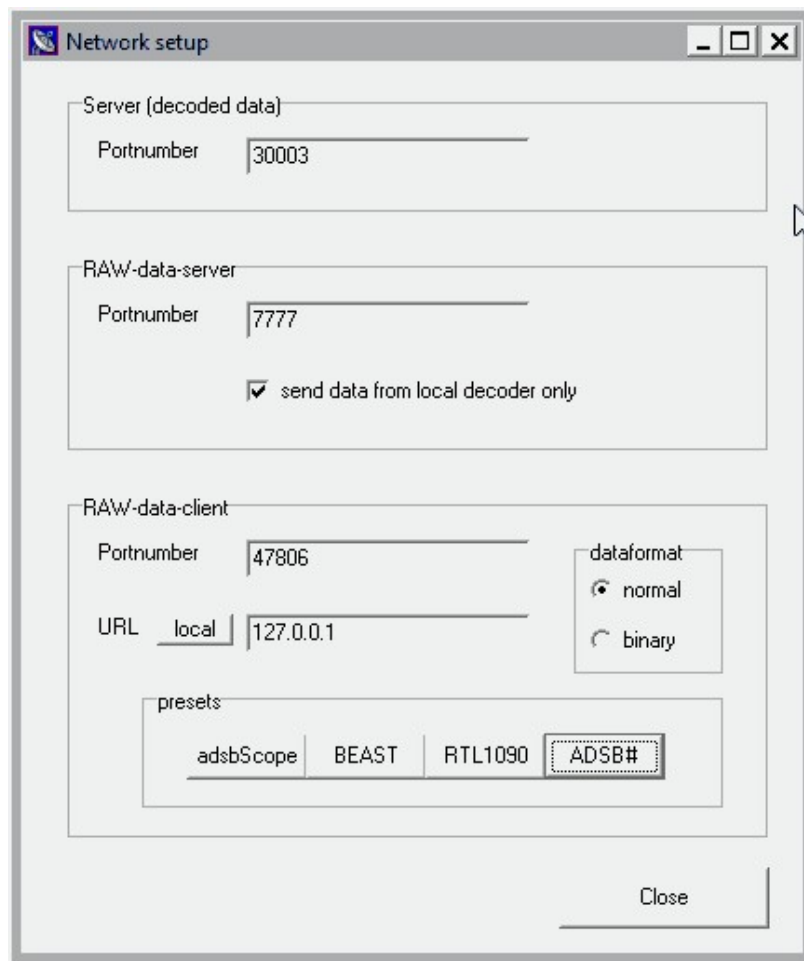 Network setup
Server (decoded data)
Portnumber 30003
RAW-data-server
Portnumber 7777
send data from local decoder only
RAW-data-client
Portnumber 47806
dataformat
normal
URL local 127.0.0.1
binary
presets
adsbScope BEAST RTL1090 ADSB#
Close